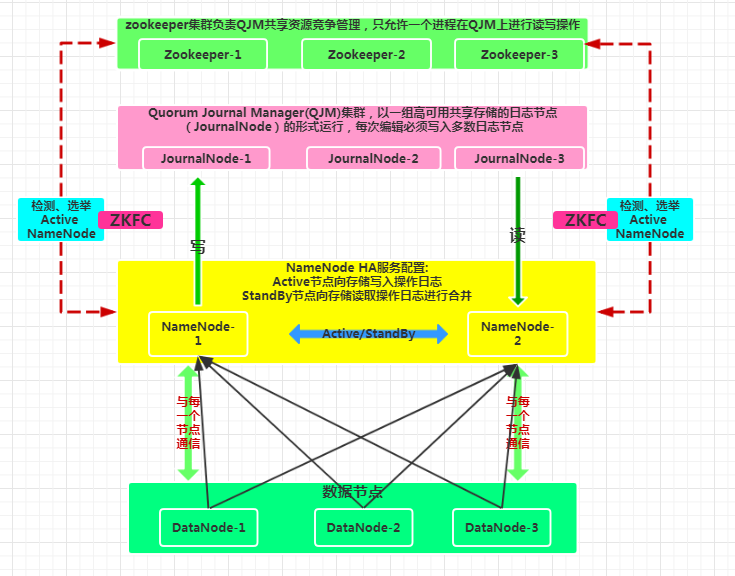 zookeeper集群负责QJM共享资源竞争管理，只允许一个进程在QJM上进行读写操作
Zookeeper-1
Zookeeper-2
Zookeeper-3
Quorum Journal Manager(QJM)集群，以一组高可用共享存储的日志节点
（JournalNode）的形式运行，每次编辑必须写入多数日志节点
JournalNode-1
JournalNode-2
JournalNode-3
检测、选举
Active
NameNode
ZKFC
ZKFC
检测、选举
Active
NameNode
写
读
NameNode HA服务配置:
Active节点向存储写入操作日志
StandBy节点向存储读取操作日志进行合并
NameNode-
1
Active/StandBy
NameNode-
2
与每
一个
节点
通信
与每
一个
节点
通信
数据节点
DataNode-1
DataNode-2
DataNode-3